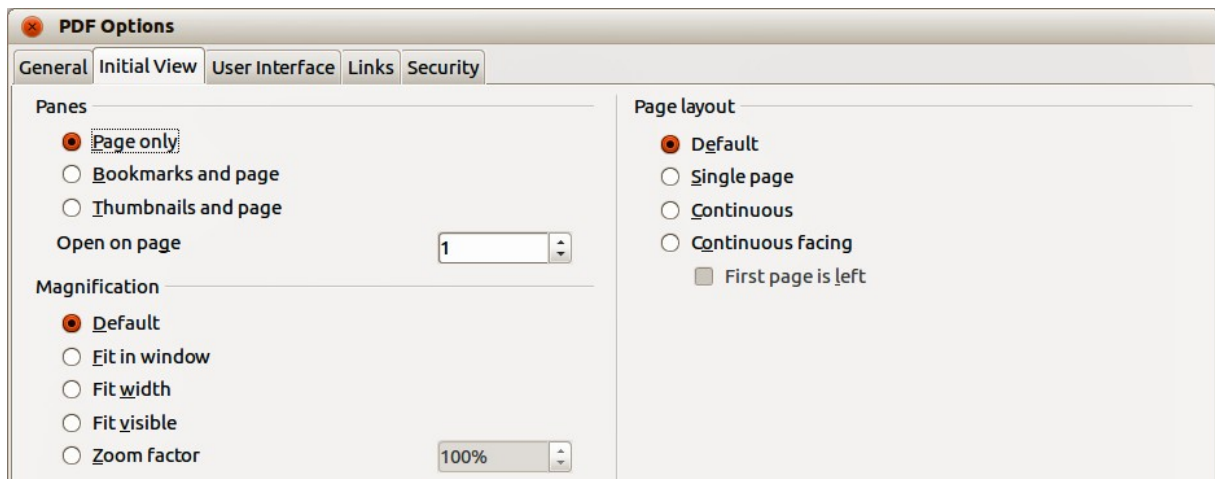 PDF Options
General Initial View User Interface Links Security
Panes
Page only
Bookmarks and page
Thumbnails and page
Open on page 1
Magnification
Default
Fit in window
Fit width
Fit visible
Zoom factor 100%
Page layout
Default
Single page
Continuous
Continuous facing
First page is left